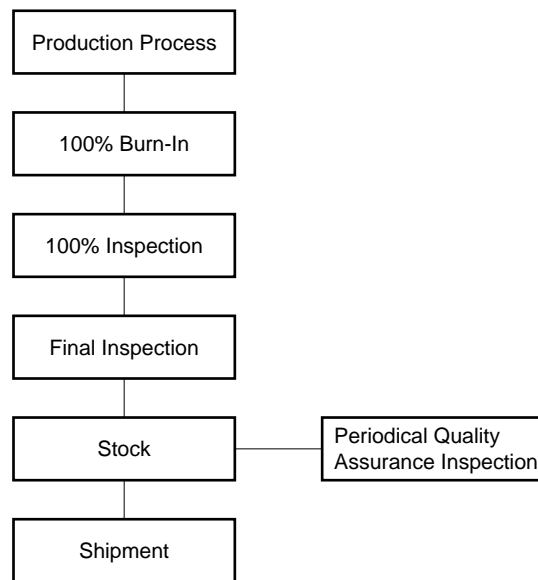 Production Process
100% Burn-In
100% Inspection
Final Inspection
Stock
Periodical Quality
Assurance Inspection
Shipment